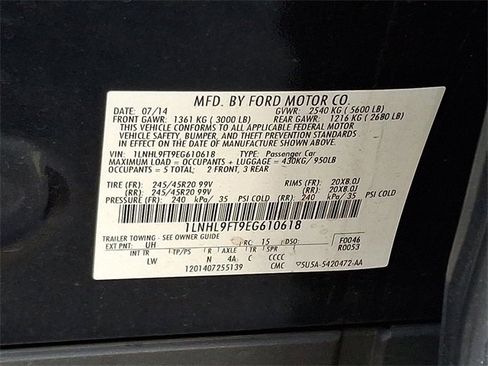 MFD. BY FORD MOTOR CO.
DATE: 07/14 GVWR: 2540 KG ( 5600 LB)
FRONT GAWR: 1361 KG ( 3000 LB) REAR GAWR: 1216 KG ( 2680 LB)
THIS VEHICLE CONFORMS TO ALL APPLICABLE FEDERAL MOTOR
VEHICLE SAFETY, BUMPER, AND THEFT PREVENTION STANDARDS
IN EFFECT ON THE DATE OF MANUFACTURE SHOWN ABOVE.
VIN: 1LNHL9FT9EG610618 TYPE: Passenger Car
MAXIMUM LOAD = OCCUPANTS + LUGGAGE = 430KG/ 950LB
OCCUPANTS = 5 TOTAL: 2 FRONT, 3 REAR
TIRE (FR): 245/45R20 99V RIMS (FR): 20X8.0J
(RR): 245/45R20 99V (RR): 20X8.0J
PRESSURE (FR): 240 kPa/ 35 PSI COLD (RR): 240 kPa/ 35 PSI COLD
1LNHL9FT9EG610618
TRAILER TOWING - SEE OWNER GUIDE
EXT PNT: UH RC: 15 DSO: F0046
R0053
INT TR TP/PS R AXLE TR SPR
LW N 4A C CCCC
1201407255139 CMC 5U5A-5420472-AA